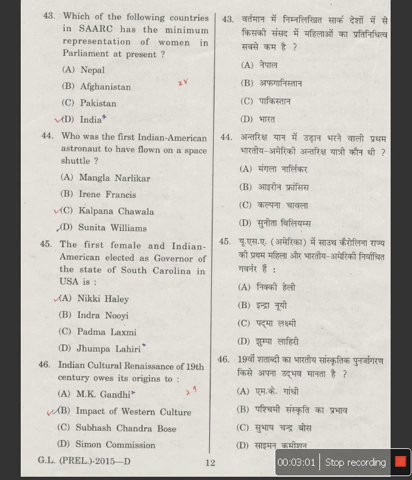 43. Which of the following countries
in SAARC has the minimum
representation of women in
Parliament at present ?
(A) Nepal
(B) Afghanistan
(C) Pakistan
(D) India
44. Who was the first Indian-American
astronaut to have flown on a space
shuttle ?
(A) Mangla Narlikar
(B) Irene Francis
(C) Kalpana Chawala
(D) Sunita Williams
45. The first female and Indian-
American elected as Governor of
the state of South Carolina in
USA is :
(A) Nikki Haley
(B) Indra Nooyi
(C) Padma Laxmi
(D) Jhumpa Lahiri
46. Indian Cultural Renaissance of 19th
century owes its origins to :
(A) M.K. Gandhi
(B) Impact of Western Culture
(C) Subhash Chandra Bose
(D) Simon Commission
G.L. (PREL.)-2015—D
12
43. वर्तमान में निम्नलिखित सार्क देशों में से
किसकी संसद में महिलाओं का प्रतिनिधित्व
सबसे कम है ?
(A) नेपाल
(B) अफगानिस्तान
(C) पाकिस्तान
(D) भारत
44. अन्तरिक्ष यान में उड़ान भरने वाली प्रथम
भारतीय-अमेरिकी अन्तरिक्ष यात्री कौन थी ?
(A) मंगला नार्लिकर
(B) आइरीन फ्रांसिस
(C) कल्पना चावला
(D) सुनीता विलियम्स
45. यू.एस.ए. (अमेरिका) में साउथ कैरोलिना राज्य
की प्रथम महिला और भारतीय-अमेरिकी निर्वाचित
गवर्नर हैं :
(A) निक्की हेली
(B) इन्द्रा नूयी
(C) पद्मा लक्ष्मी
(D) झुम्पा लाहिरी
46. 19वीं शताब्दी का भारतीय सांस्कृतिक पुनर्जागरण
किसे अपना उद्भव मानता है ?
(A) एम.के. गांधी
(B) पश्चिमी संस्कृति का प्रभाव
(C) सुभाष चन्द्र बोस
(D) साइमन कमीशन
00:03:01 Stop recording